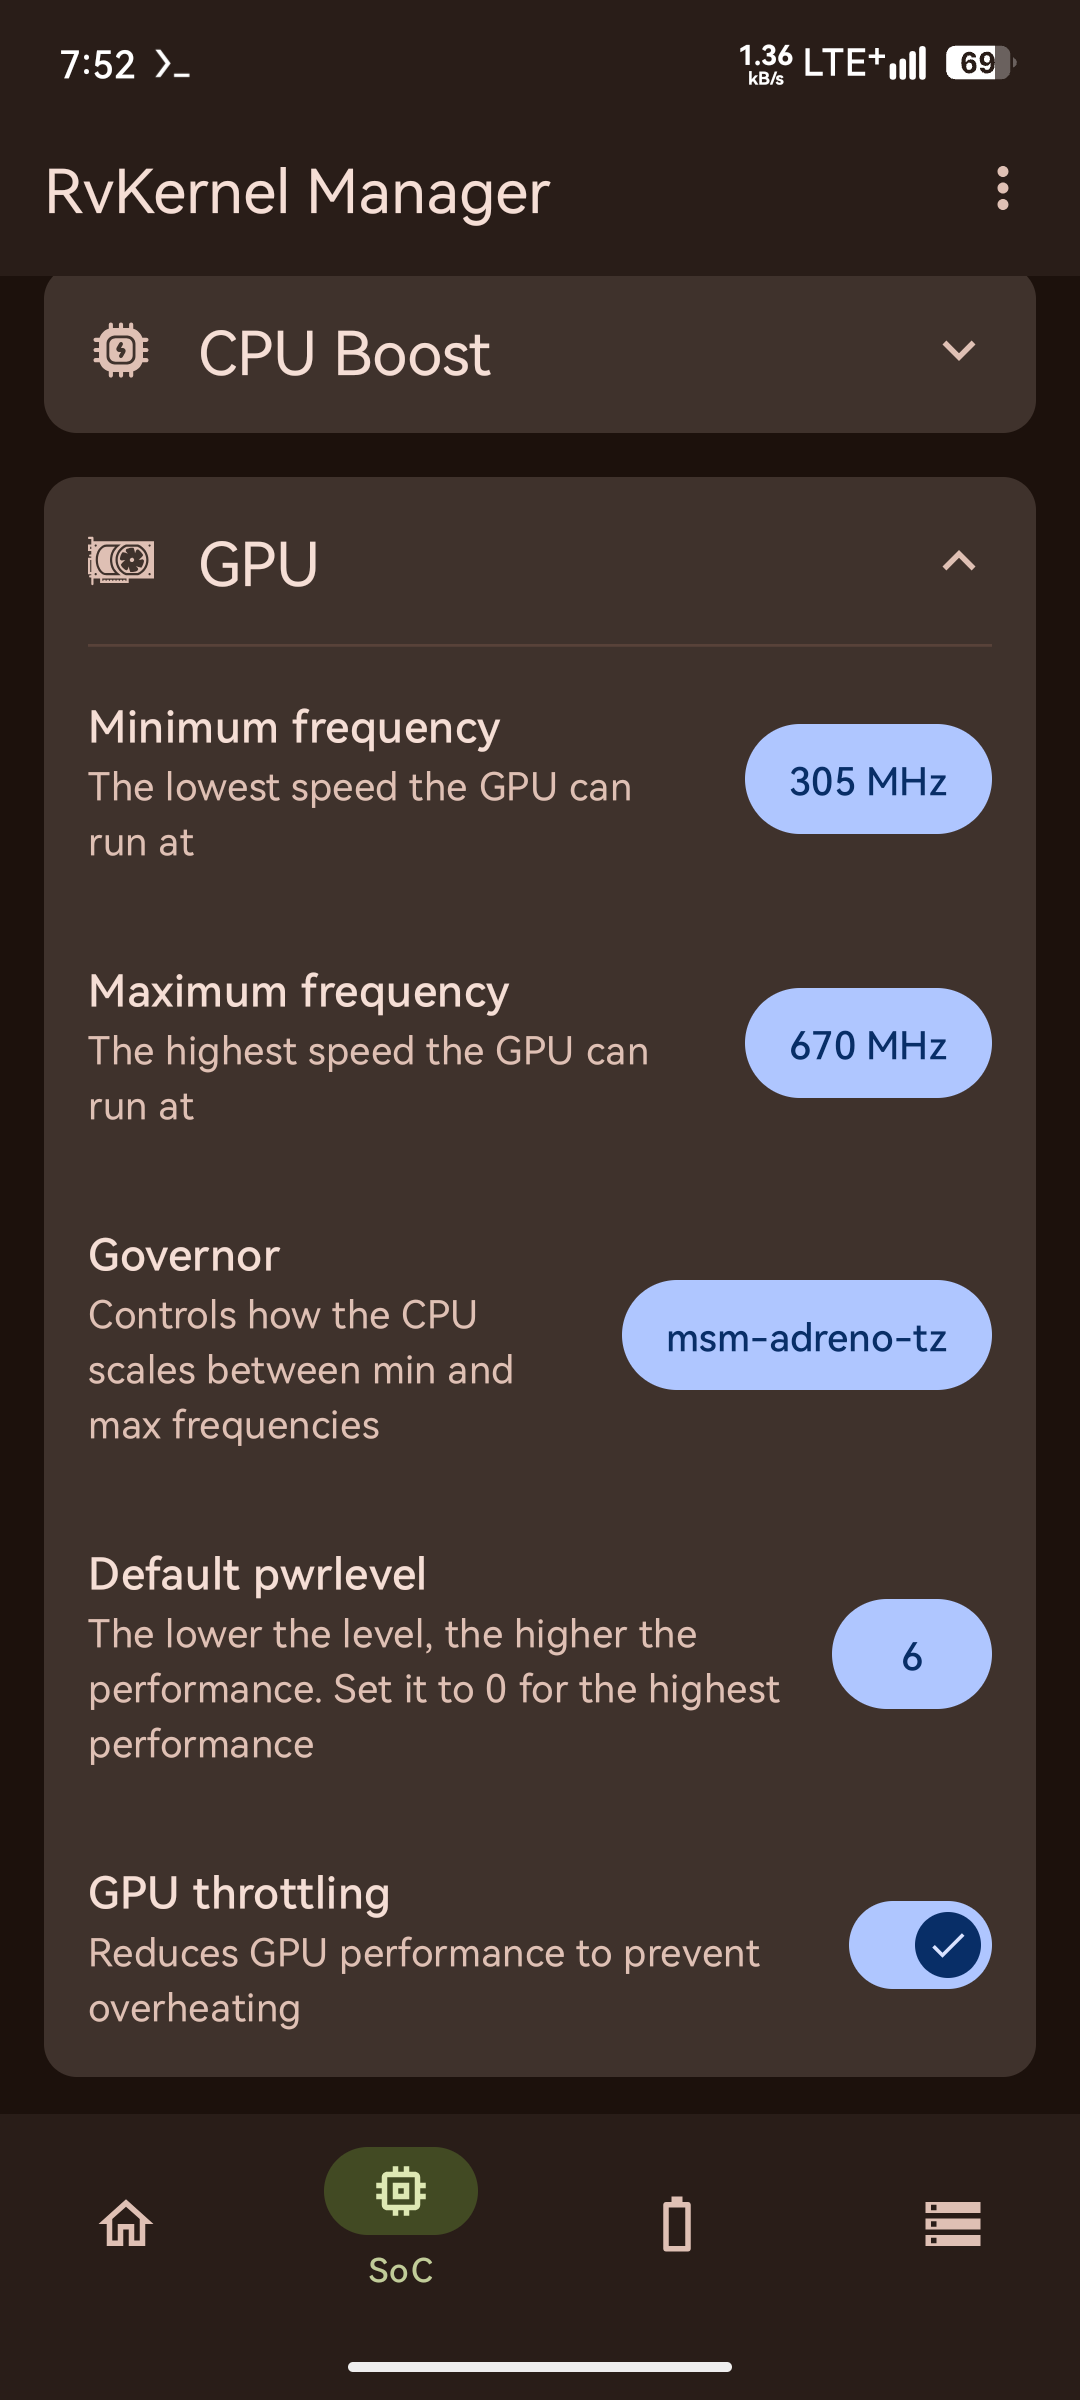 7:52
1.36 kB/s LTE+ 69
RvKernel Manager
CPU Boost
GPU
Minimum frequency
The lowest speed the GPU can
run at
305 MHz
Maximum frequency
The highest speed the GPU can
run at
670 MHz
Governor
Controls how the CPU
scales between min and
max frequencies
msm-adreno-tz
Default pwrlevel
The lower the level, the higher the
performance. Set it to 0 for the highest
performance
6
GPU throttling
Reduces GPU performance to prevent
overheating
SoC